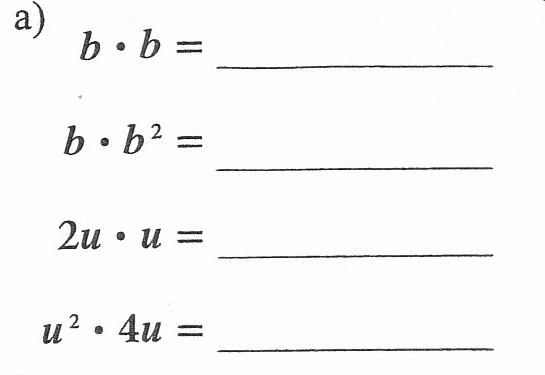 a)
b • b = ____________
b • b² = ____________
2u • u = ____________
u² • 4u = ____________